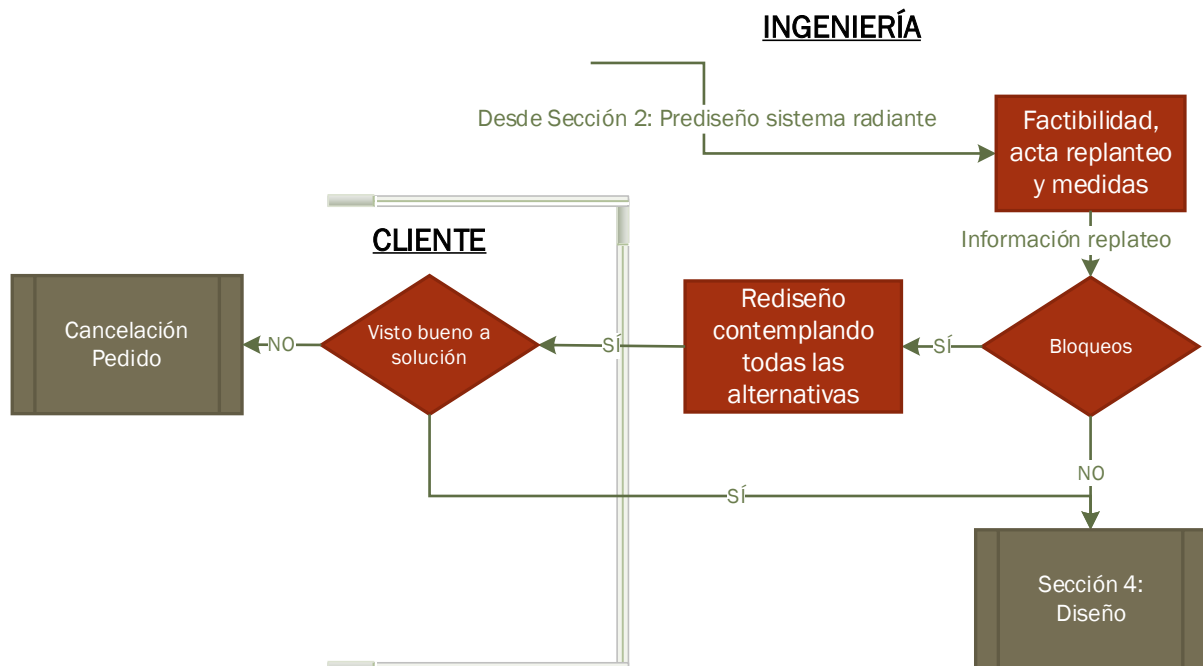 INGENIERÍA
Desde Sección 2: Prediseño sistema radiante
Factibilidad,
acta replanteo
y medidas
Información replateo
CLIENTE
Cancelación
Pedido
NO
Visto bueno a
solución
SÍ
Rediseño
contemplando
todas las
alternativas
SÍ
Bloqueos
NO
SÍ
Sección 4:
Diseño